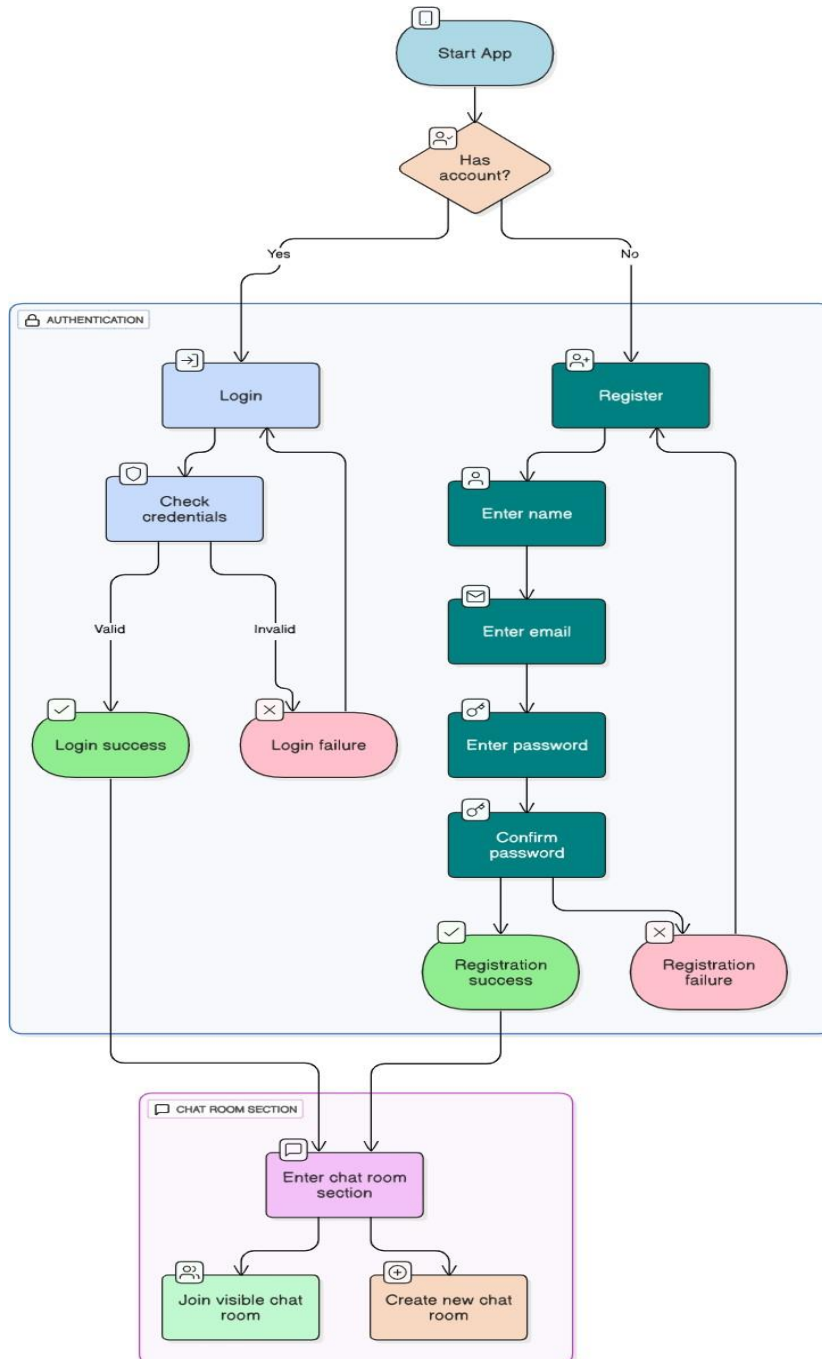 Start App
Has
account?
Yes
No
AUTHENTICATION
Login
Register
Check
credentials
Enter name
Valid
Invalid
Enter email
Login success
Login failure
Enter password
Confirm
password
Registration
success
Registration
failure
CHAT ROOM SECTION
Enter chat room
section
Join visible chat
room
Create new chat
room